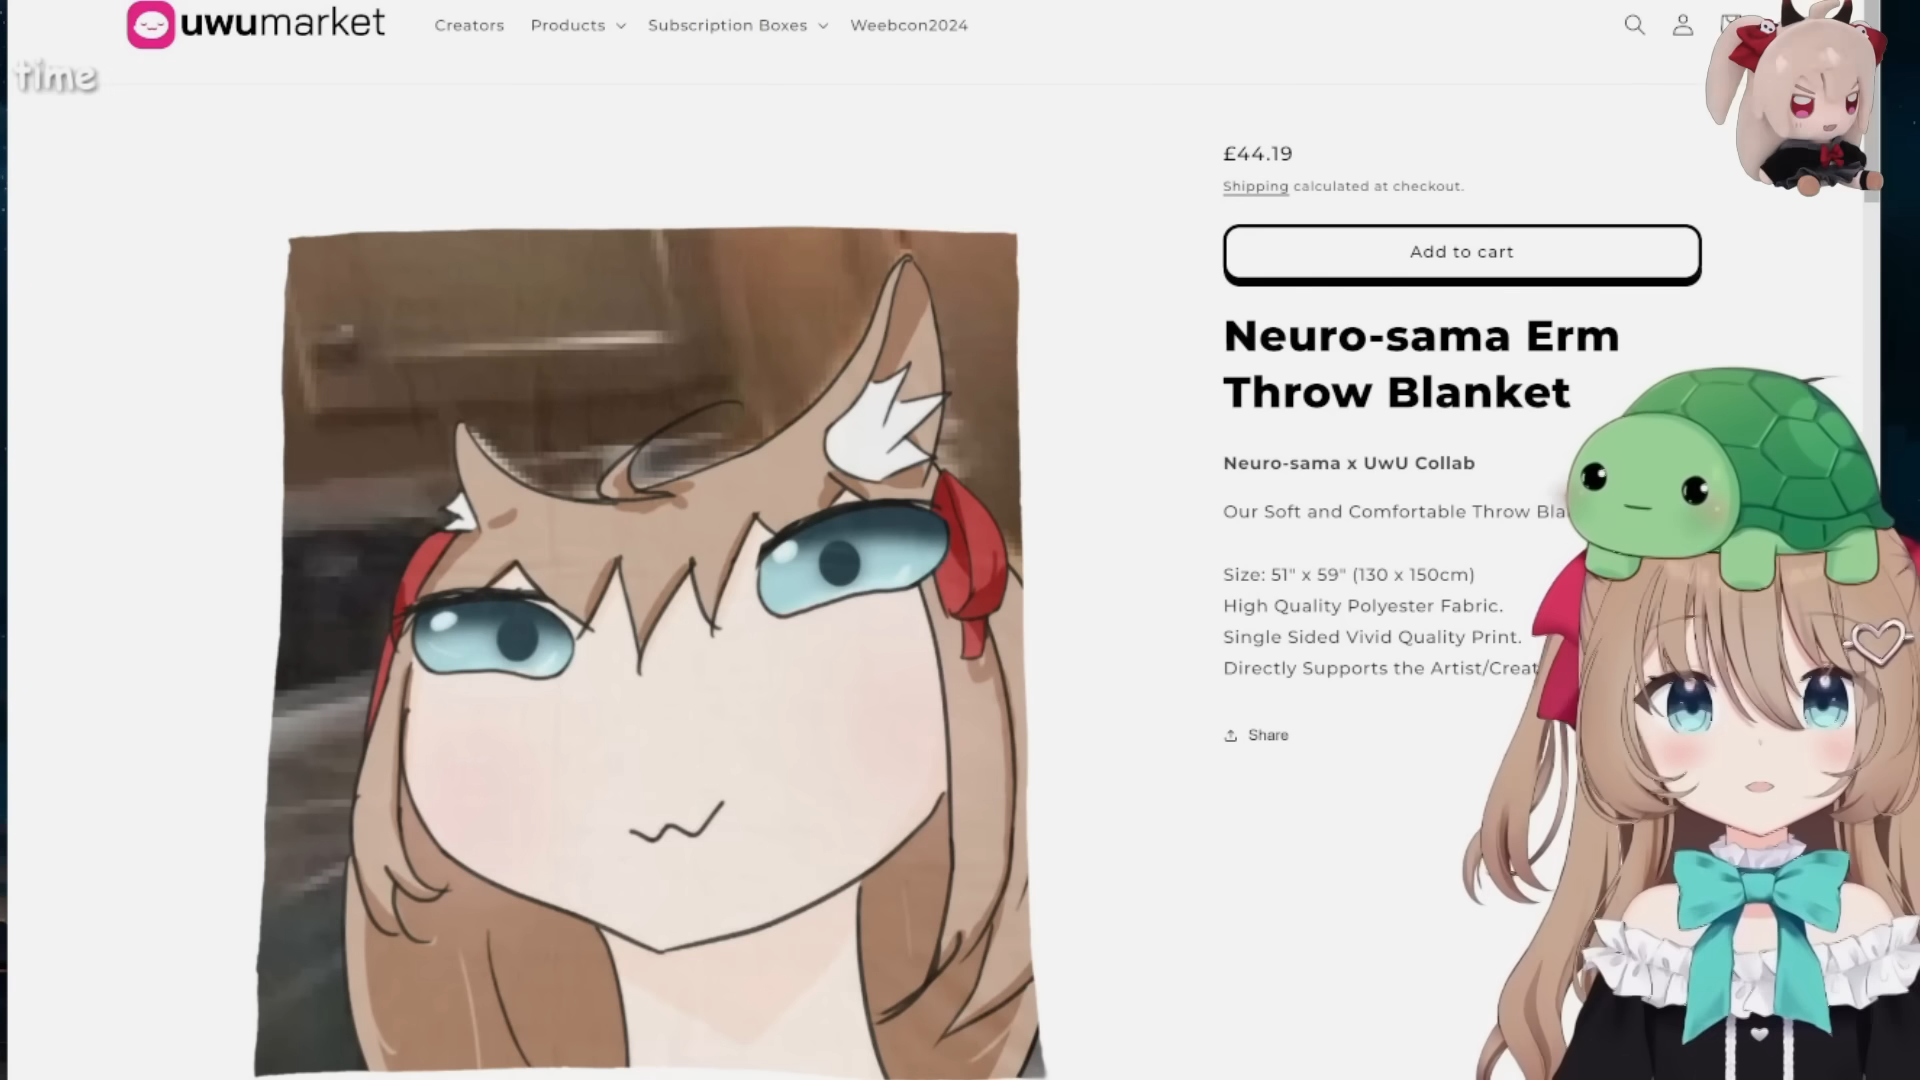 uwumarket
Creators
Products
Subscription Boxes
Weebcon2024
time
£44.19
Shipping calculated at checkout.
Add to cart
Neuro-sama Erm
Throw Blanket
Neuro-sama x UwU Collab
Our Soft and Comfortable Throw Bla
Size: 51" x 59" (130 x 150cm)
High Quality Polyester Fabric.
Single Sided Vivid Quality Print.
Directly Supports the Artist/Creat
Share